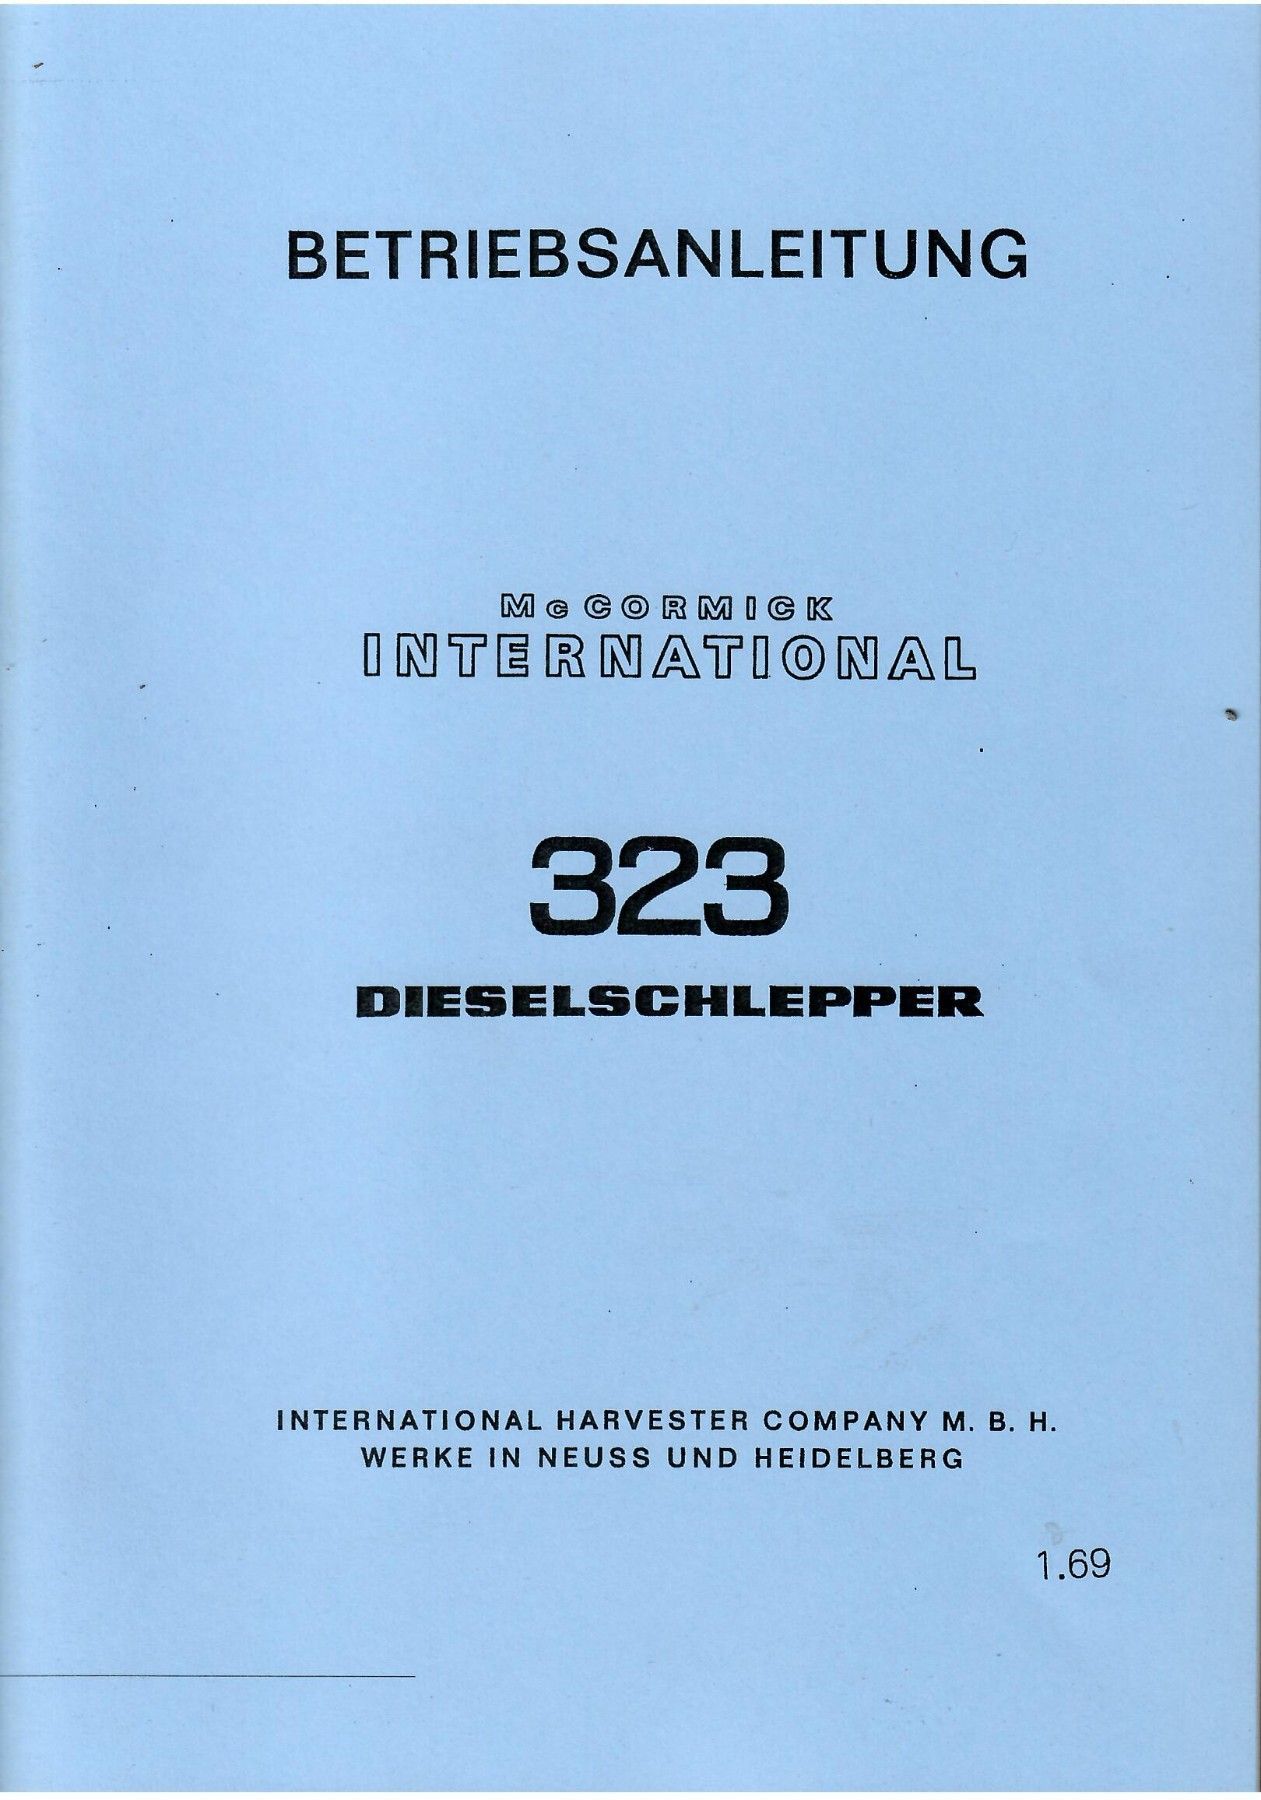 BETRIEBSANLEITUNG
McCORMICK
INTERNATIONAL
323
DIESELSCHLEPPER
INTERNATIONAL HARVESTER COMPANY M. B. H.
WERKE IN NEUSS UND HEIDELBERG
1.69